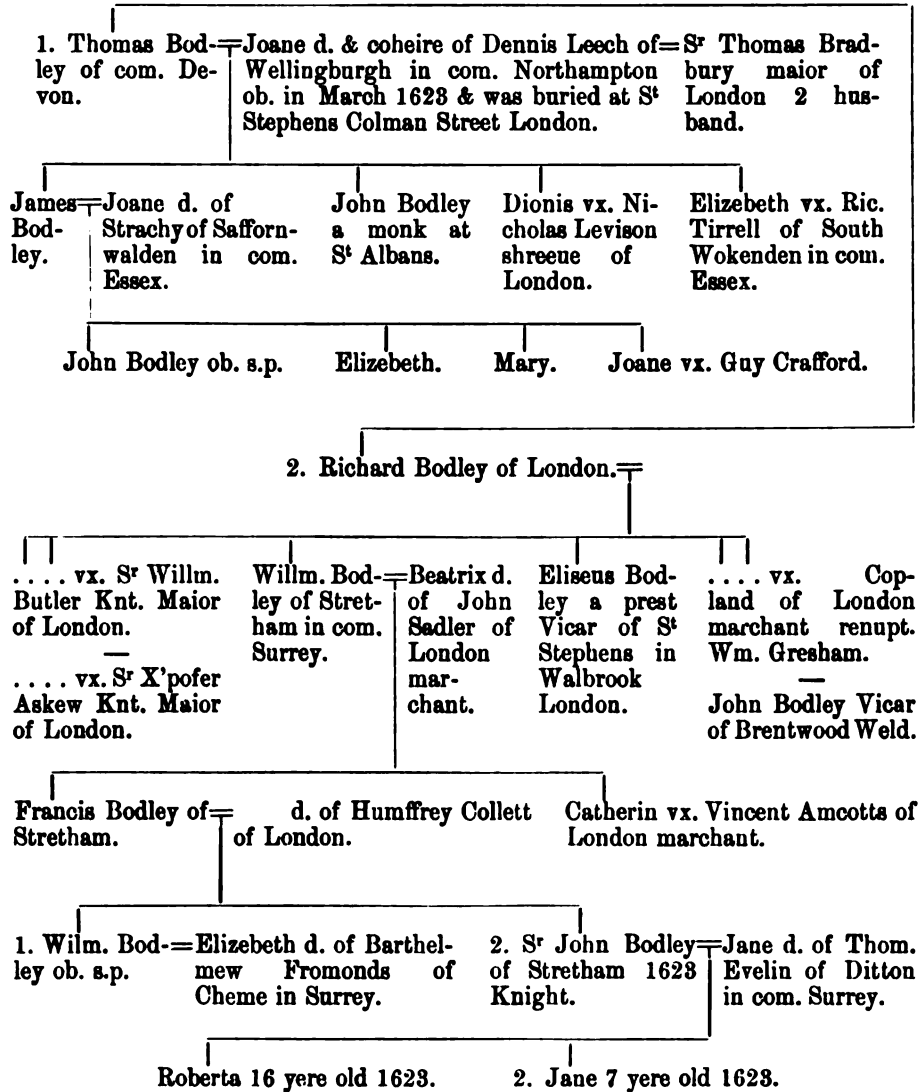 1. Thomas Bod-
ley of com. De-
von.
Joane d. & coheire of Dennis Leech of
Wellingburgh in com. Northampton
ob. in March 1623 & was buried at Sᵗ
Stephens Colman Street London.
Sʳ Thomas Brad-
bury maior of
London 2 hus-
band.
James
Bod-
ley.
Joane d. of
Strachy of Safforn-
walden in com.
Essex.
John Bodley
a monk at
Sᵗ Albans.
Dionis vx. Ni-
cholas Levison
shreeue of
London.
Elizebeth vx. Ric.
Tirrell of South
Wokenden in com.
Essex.
John Bodley ob. s.p.
Elizebeth.
Mary.
Joane vx. Guy Crafford.
2. Richard Bodley of London.
. . . . vx. Sʳ Willm.
Butler Knt. Maior
of London.
—
. . . . vx. Sʳ X'pofer
Askew Knt. Maior
of London.
Willm. Bod-
ley of Stret-
ham in com.
Surrey.
Beatrix d.
of John
Sadler of
London
mar-
chant.
Eliseus Bod-
ley a prest
Vicar of Sᵗ
Stephens in
Walbrook
London.
. . . . vx. Cop-
land of London
marchant renupt.
Wm. Gresham.
—
John Bodley Vicar
of Brentwood Weld.
Francis Bodley of
Stretham.
d. of Humffrey Collett
of London.
Catherin vx. Vincent Amcotts of
London marchant.
1. Wilm. Bod-
ley ob. s.p.
Elizebeth d. of Barthel-
mew Fromonds of
Cheme in Surrey.
2. Sʳ John Bodley
of Stretham 1623
Knight.
Jane d. of Thom.
Evelin of Ditton
in com. Surrey.
Roberta 16 yere old 1623.
2. Jane 7 yere old 1623.